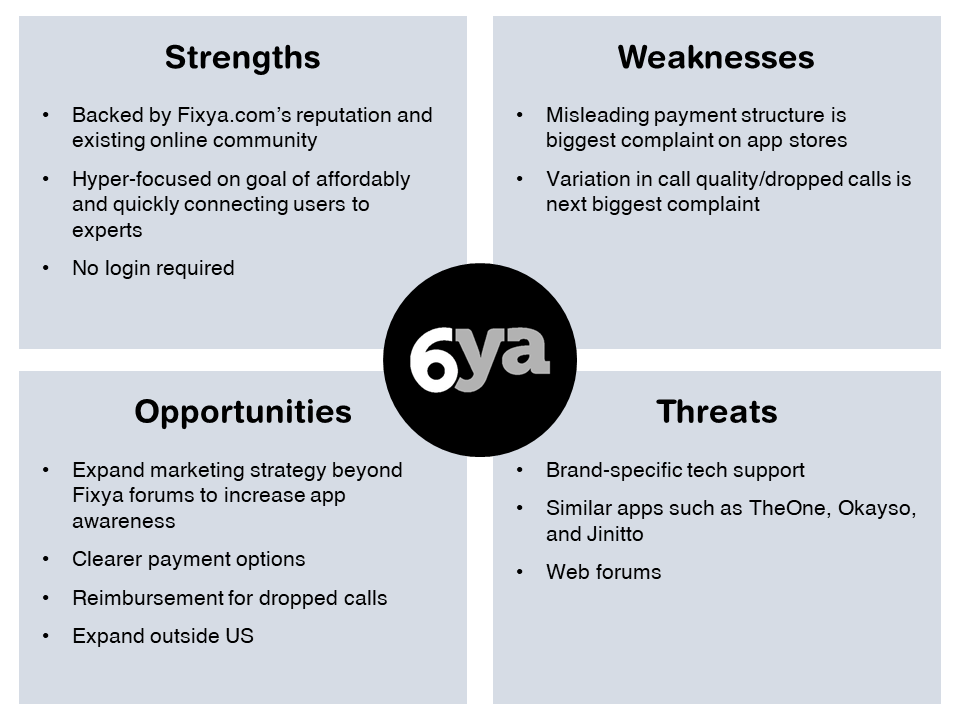 Strengths
• Backed by Fixya.com’s reputation and
existing online community
• Hyper-focused on goal of affordably
and quickly connecting users to
experts
• No login required
Weaknesses
• Misleading payment structure is
biggest complaint on app stores
• Variation in call quality/dropped calls is
next biggest complaint
6ya
Opportunities
• Expand marketing strategy beyond
Fixya forums to increase app
awareness
• Clearer payment options
• Reimbursement for dropped calls
• Expand outside US
Threats
• Brand-specific tech support
• Similar apps such as TheOne, Okayso,
and Jinitto
• Web forums